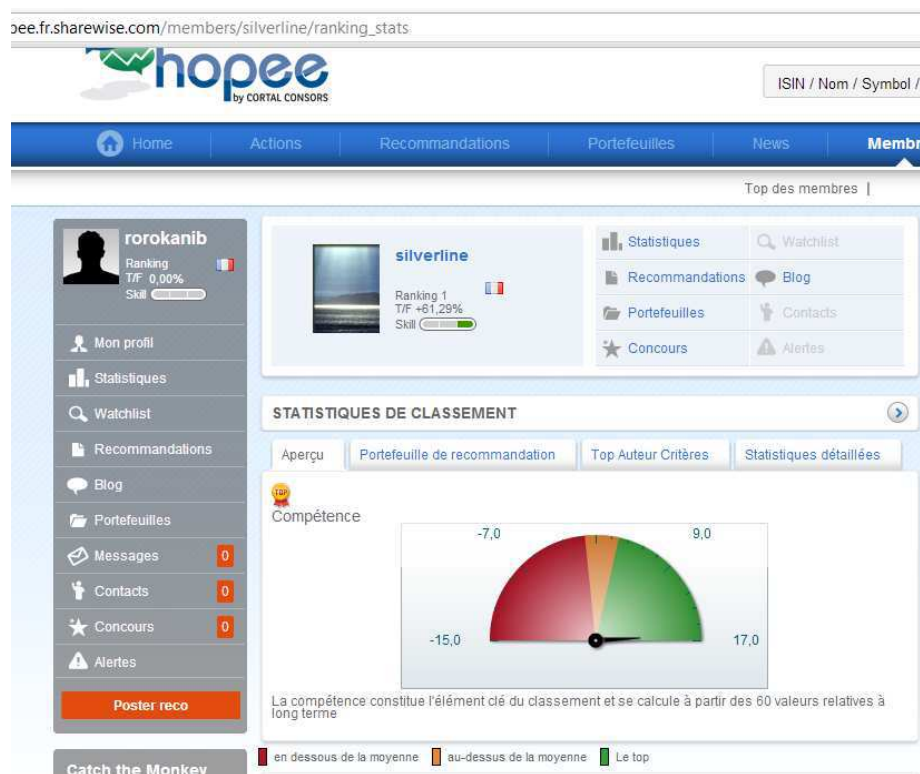 pee.fr.sharewise.com/members/silverline/ranking_stats
hopee
by CORTAL CONSORS
ISIN / Nom / Symbol /
Home Actions Recommandations Portefeuilles News Membr
Top des membres |
rorokanib
Ranking
T/F 0,00%
Skill
Mon profil
Statistiques
Watchlist
Recommandations
Blog
Portefeuilles
Messages 0
Contacts 0
Concours 0
Alertes
Poster reco
Catch the Monkey
silverline
Ranking 1
T/F +61,29%
Skill
Statistiques Watchlist
Recommandations Blog
Portefeuilles Contacts
Concours Alertes
STATISTIQUES DE CLASSEMENT
Aperçu Portefeuille de recommandation Top Auteur Critères Statistiques détaillées
TOP
Compétence
-7,0 9,0
-15,0 17,0
La compétence constitue l'élément clé du classement et se calcule à partir des 60 valeurs relatives à
long terme
en dessous de la moyenne au-dessus de la moyenne Le top